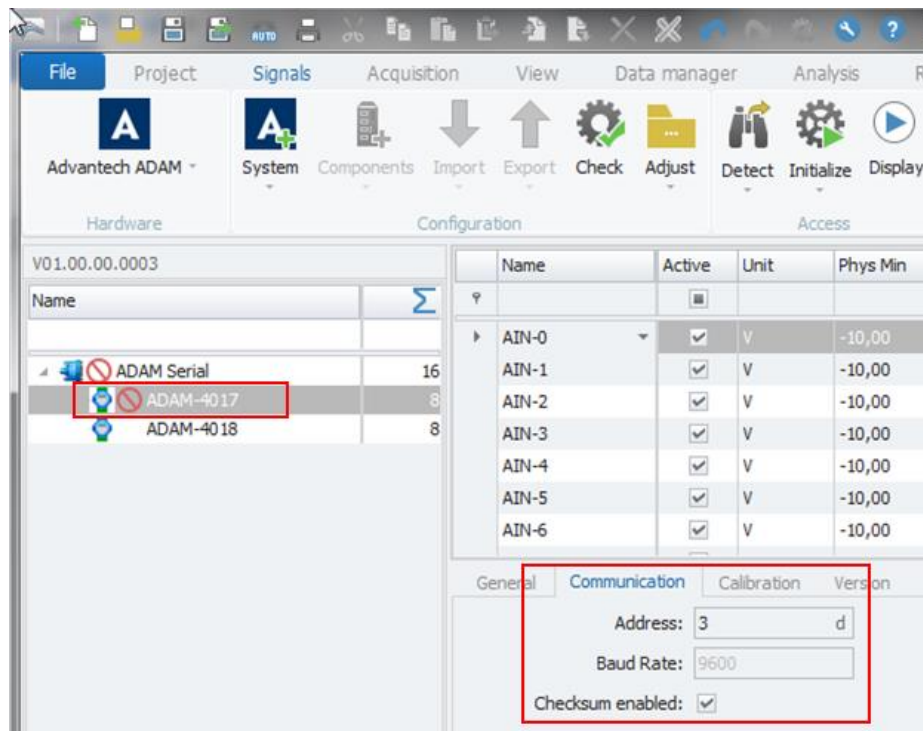 AUTO
File Project Signals Acquisition View Data manager Analysis
Advantech ADAM System Components Import Export Check Adjust Detect Initialize Display
Hardware Configuration Access
V01.00.00.0003
Name Σ
ADAM Serial 16
ADAM-4017 8
ADAM-4018 8
Name Active Unit Phys Min
AIN-0 V -10,00
AIN-1 V -10,00
AIN-2 V -10,00
AIN-3 V -10,00
AIN-4 V -10,00
AIN-5 V -10,00
AIN-6 V -10,00
General Communication Calibration Version
Address: 3 d
Baud Rate: 9600
Checksum enabled: